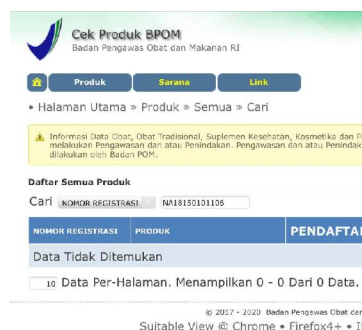 Cek Produk BPOM
Badan Pengawas Obat dan Makanan RI
Produk Sarana Link
• Halaman Utama » Produk » Semua » Cari
Informasi Data Obat, Obat Tradisional, Suplemen Kesehatan, Kosmetika dan P
melakukan Pengawasan dan atau Penindakan. Pengawasan dan atau Penindak
dilakukan oleh Badan POM.
Daftar Semua Produk
Cari NOMOR REGISTRASI NA18150101106
NOMOR REGISTRASI PRODUK PENDAFTA
Data Tidak Ditemukan
10 Data Per-Halaman. Menampilkan 0 - 0 Dari 0 Data.
© 2017 - 2020 Badan Pengawas Obat dan
Suitable View @ Chrome • Firefox4+ • I